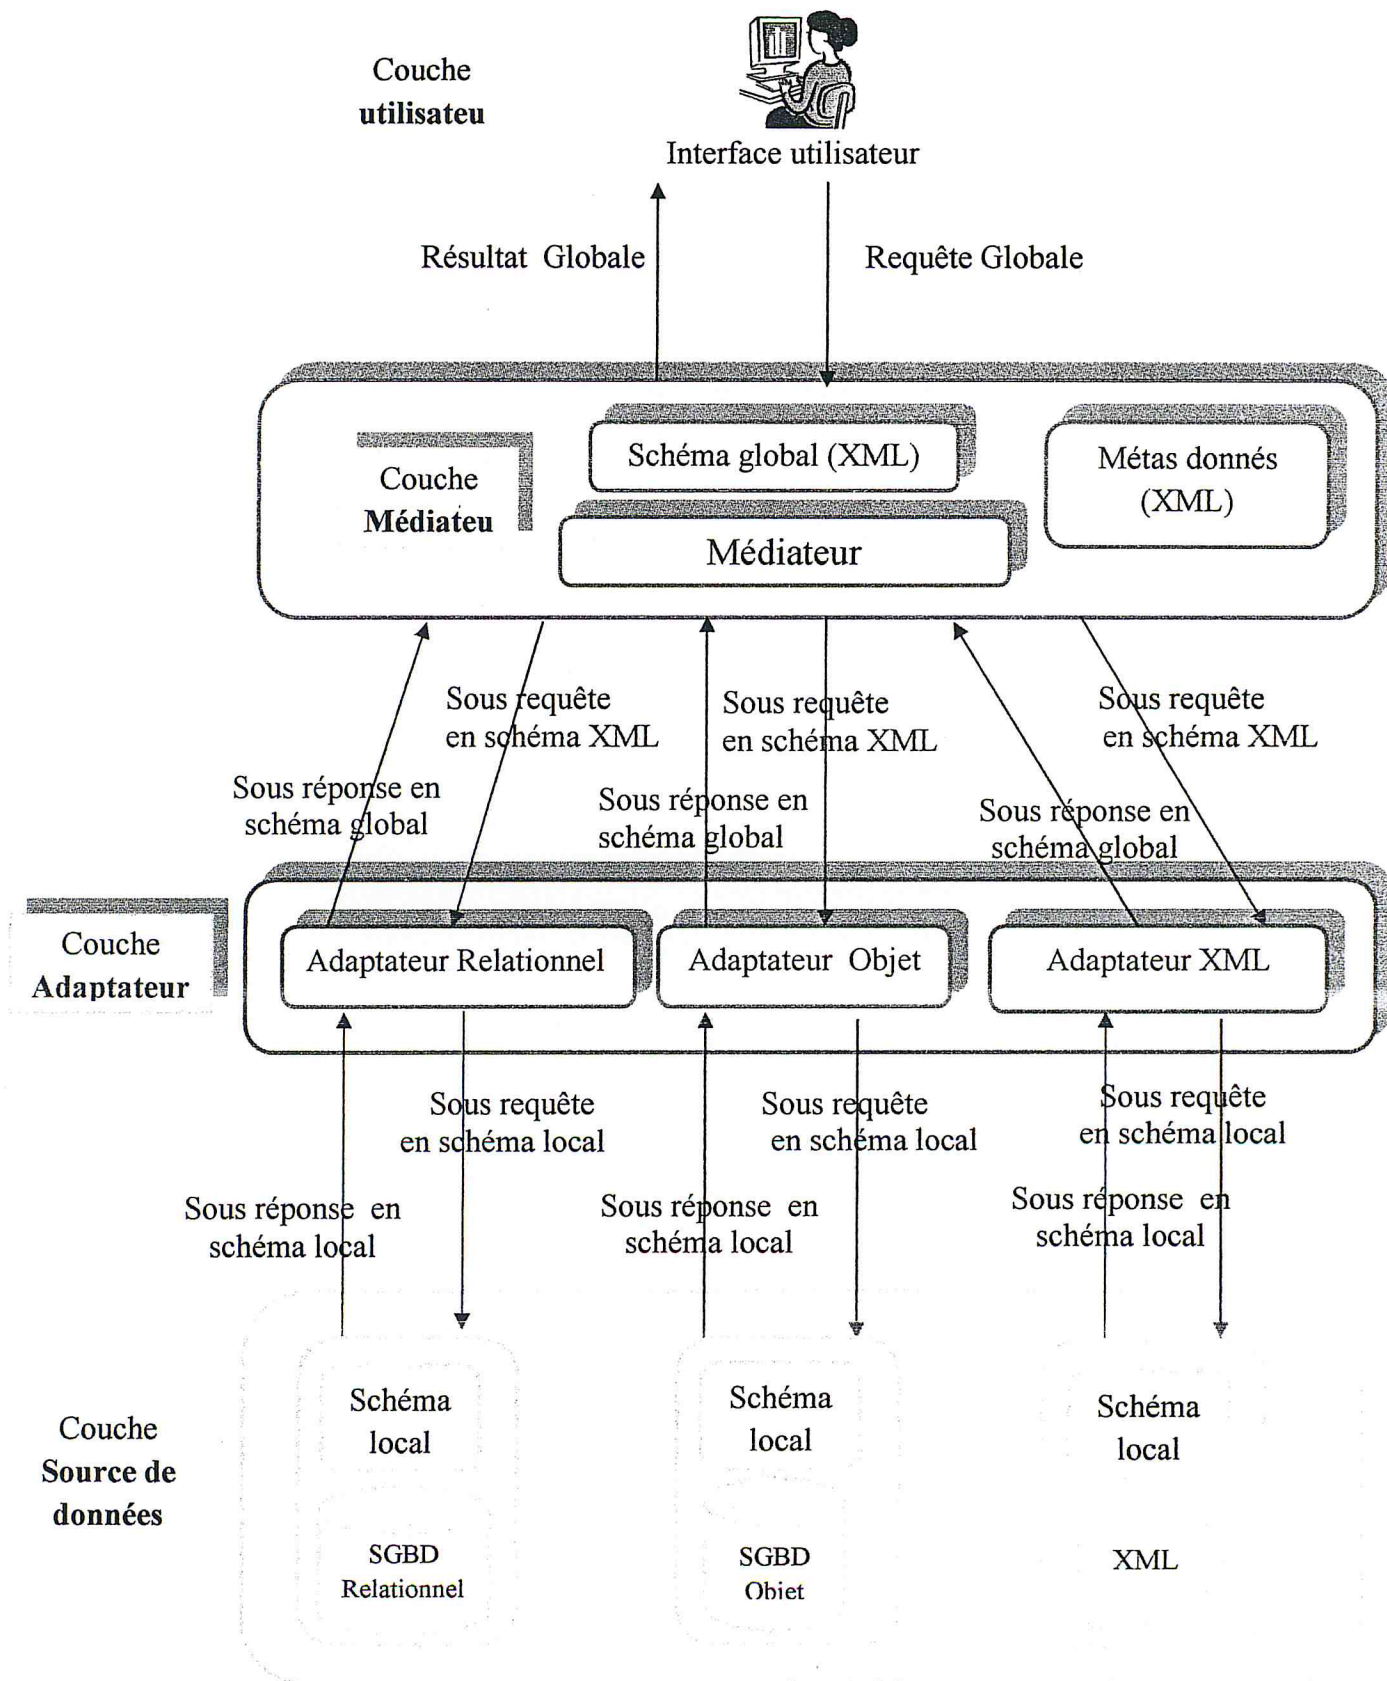 Couche
utilisateu
Interface utilisateur
Résultat Globale
Requête Globale
Couche
Médiateu
Schéma global (XML)
Médiateur
Métas donnés
(XML)
Sous requête
en schéma XML
Sous requête
en schéma XML
Sous requête
en schéma XML
Sous réponse en
schéma global
Sous réponse en
schéma global
Sous réponse en
schéma global
Couche
Adaptateur
Adaptateur Relationnel
Adaptateur Objet
Adaptateur XML
Sous requête
en schéma local
Sous requête
en schéma local
Sous requête
en schéma local
Sous réponse en
schéma local
Sous réponse en
schéma local
Sous réponse en
schéma local
Couche
Source de
données
Schéma
local
SGBD
Relationnel
Schéma
local
SGBD
Objet
Schéma
local
XML